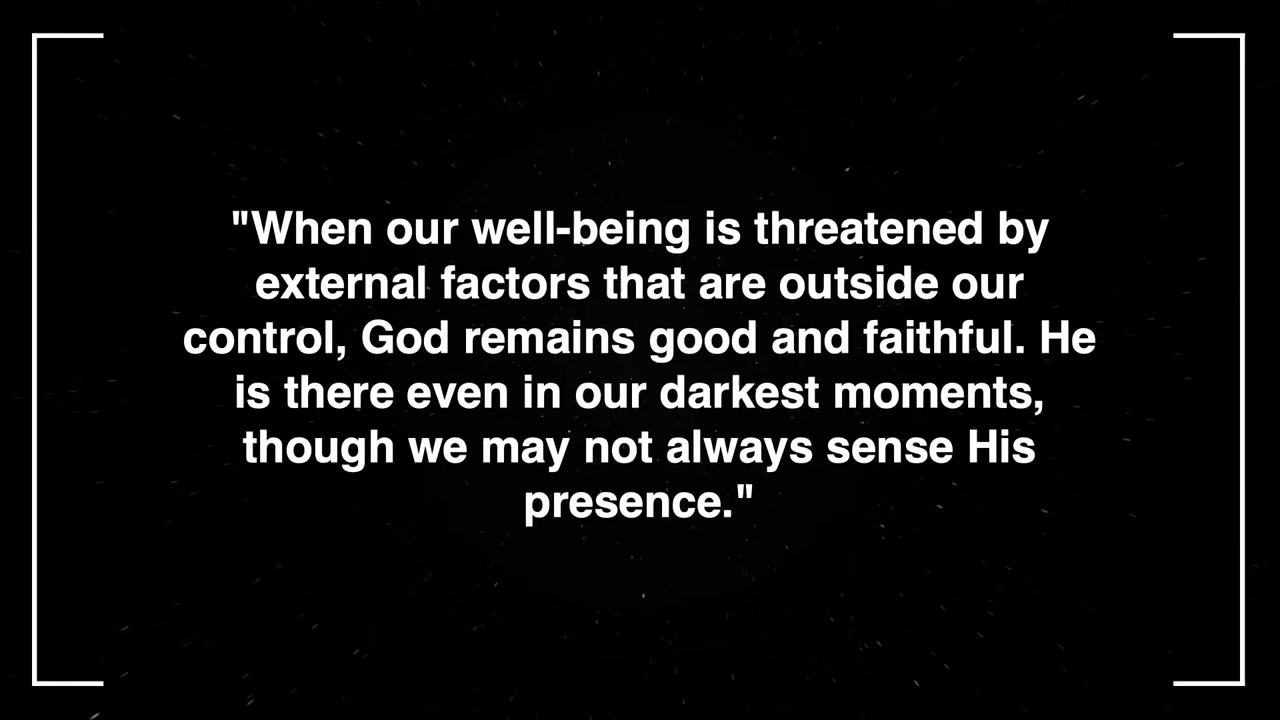 "When our well-being is threatened by
external factors that are outside our
control, God remains good and faithful. He
is there even in our darkest moments,
though we may not always sense His
presence."